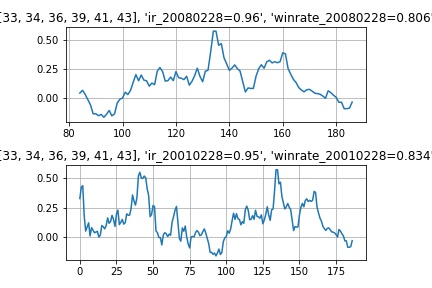 [33, 34, 36, 39, 41, 43], 'ir_20080228=0.96', 'winrate_20080228=0.806'
0.50
0.25
0.00
80 100 120 140 160 180
[33, 34, 36, 39, 41, 43], 'ir_20010228=0.95', 'winrate_20010228=0.834'
0.50
0.25
0.00
0 25 50 75 100 125 150 175